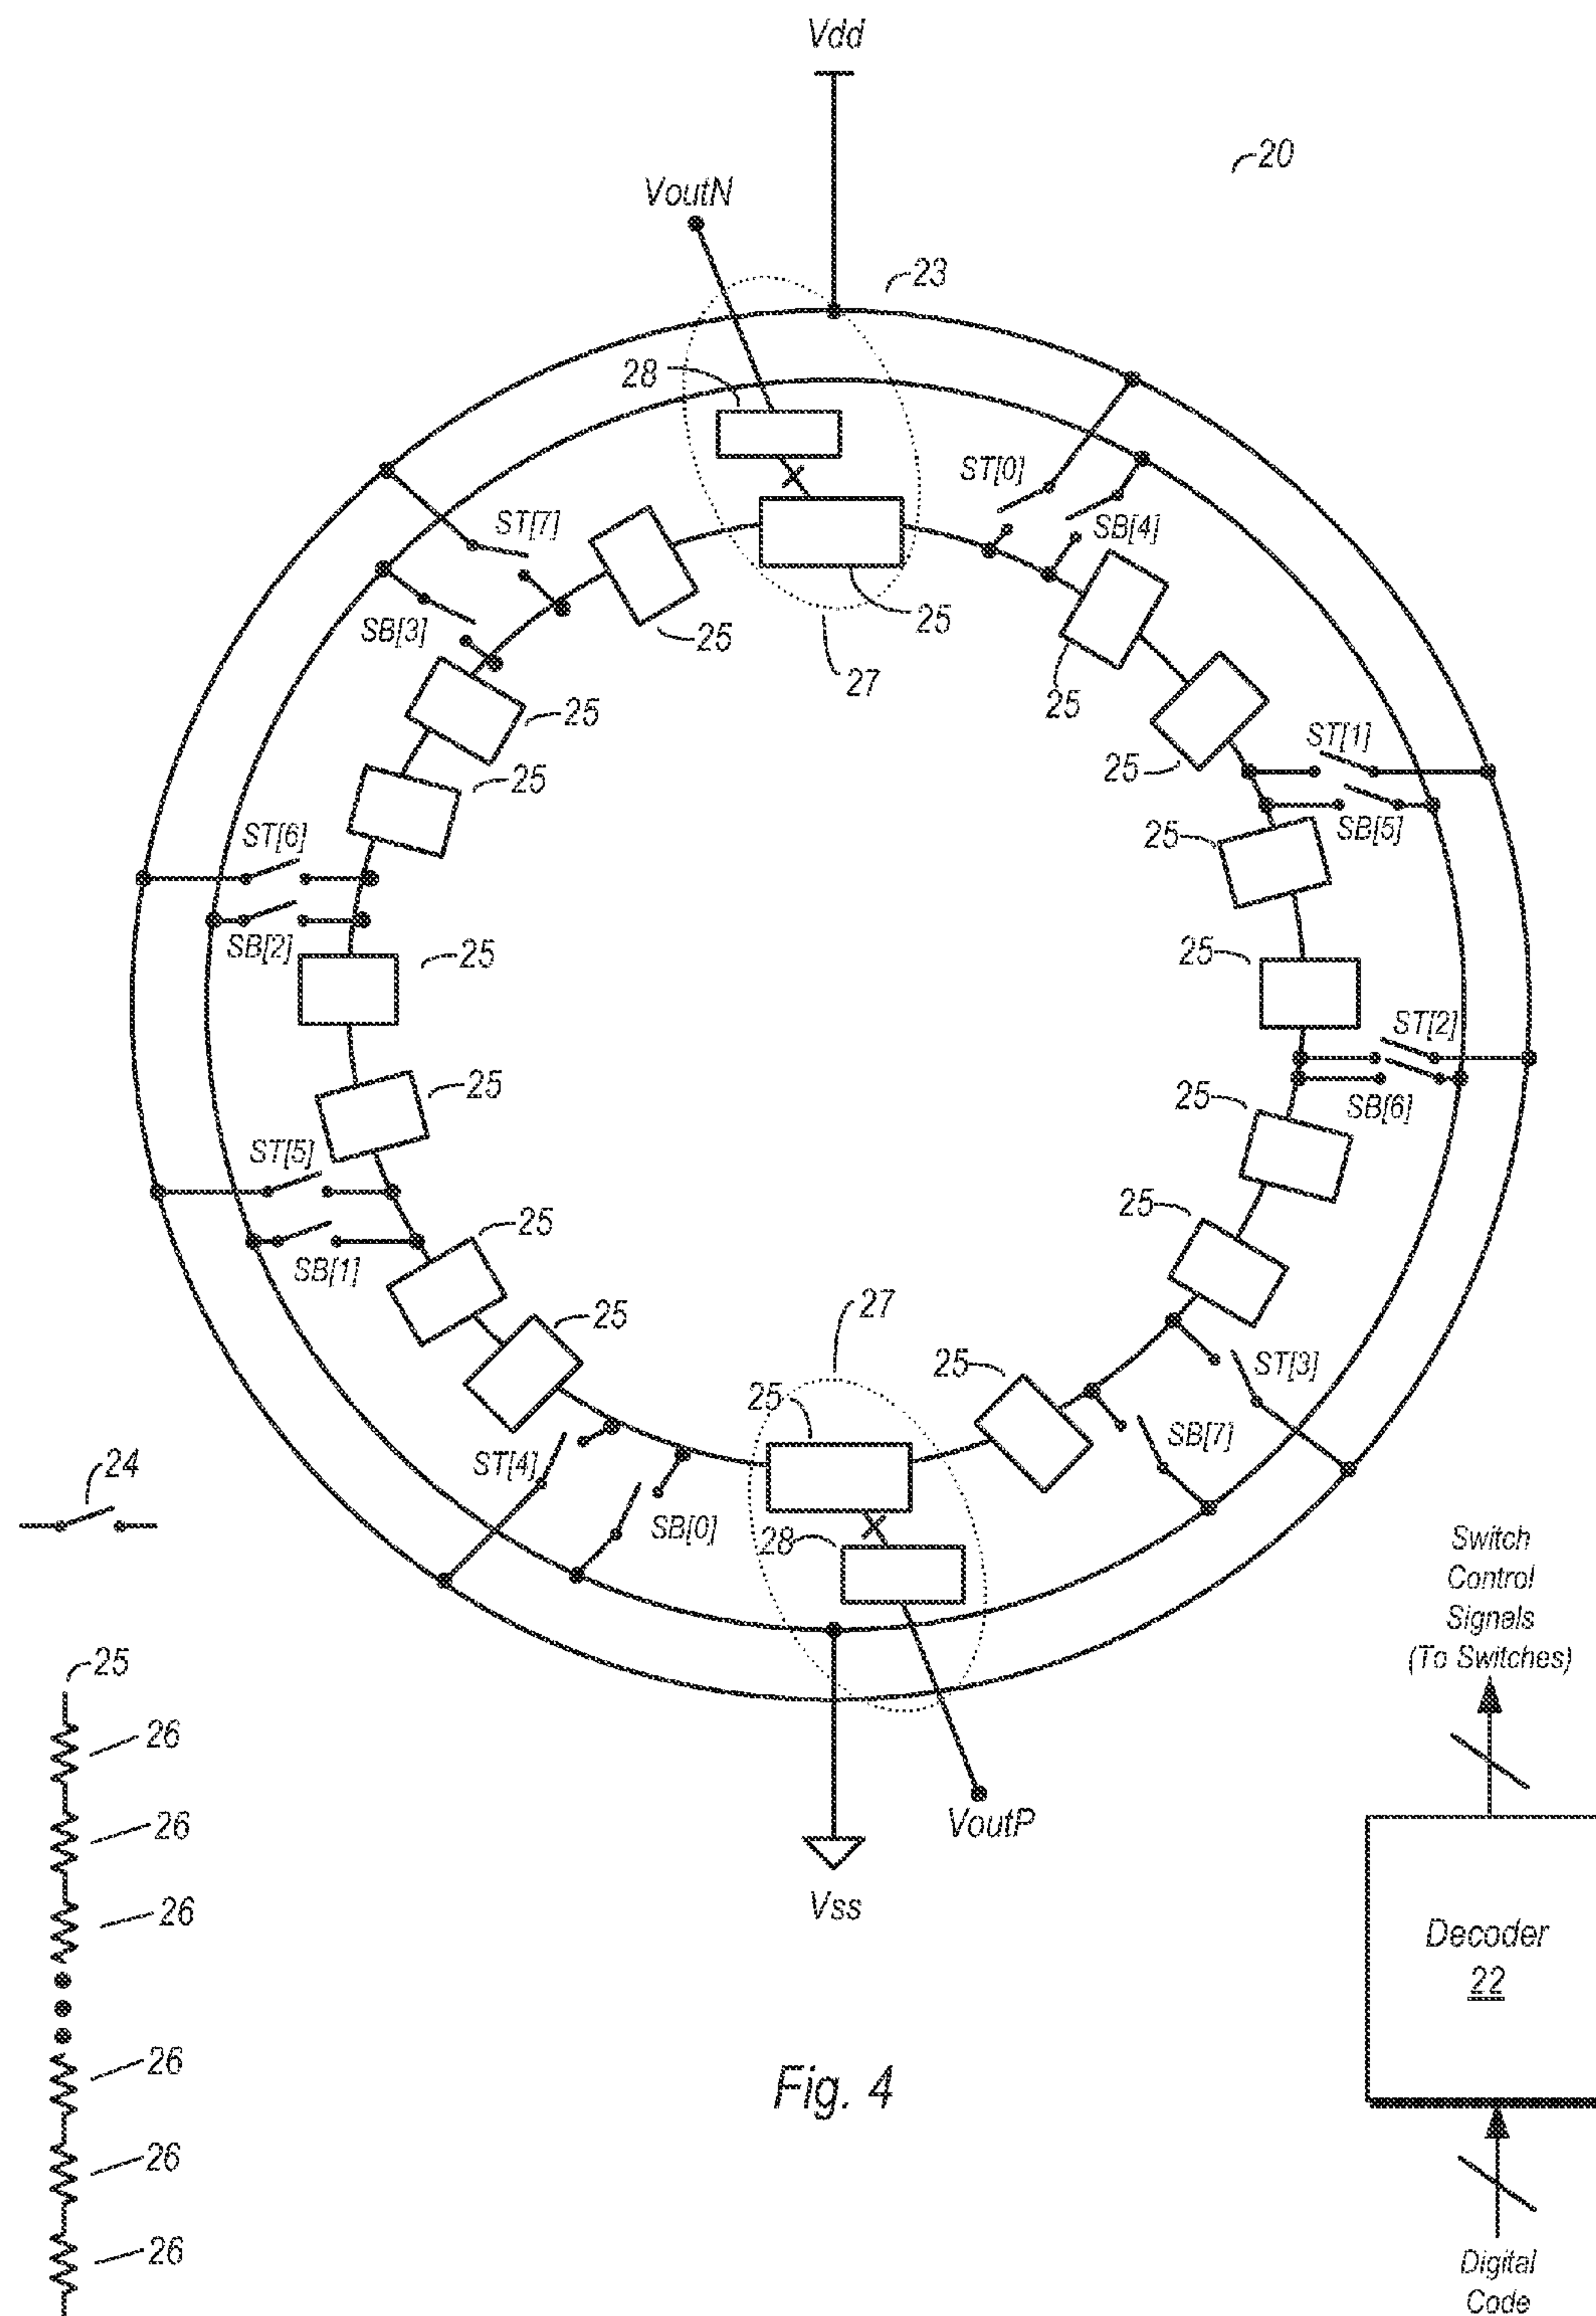 Vdd
20
VoutN
23
28
ST[0]
ST[7]
SB[4]
SB[3]
25
25
27
25
25
ST[1]
25
25
SB[5]
25
ST[6]
SB[2]
25
25
ST[2]
25
25
SB[6]
ST[5]
25
25
SB[1]
27
25
25
25
ST[3]
ST[4]
SB[7]
24
SB[0]
28
Switch
Control
Signals
(To Switches)
25
26
26
VoutP
Vss
26
Decoder
22
26
Fig. 4
26
26
Digital
Code